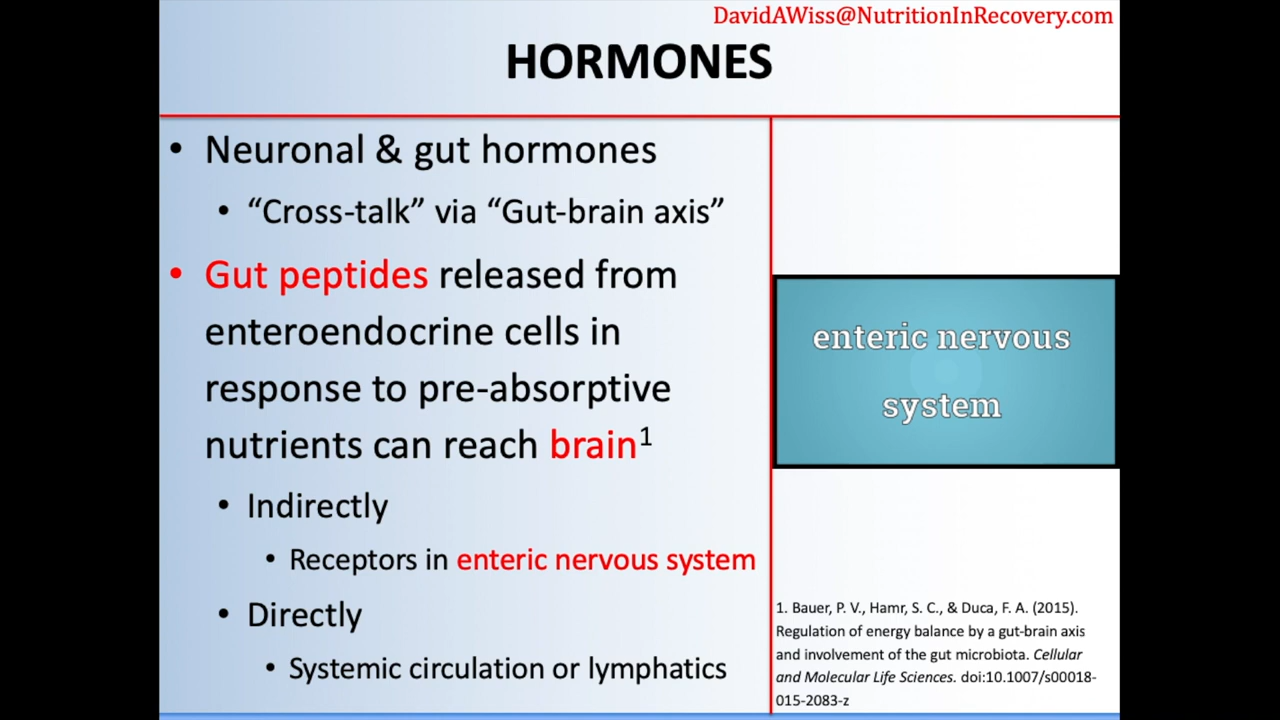 DavidAWiss@NutritionInRecovery.com
HORMONES
• Neuronal & gut hormones
• “Cross-talk” via “Gut-brain axis”
• Gut peptides released from
enteroendocrine cells in
response to pre-absorptive
nutrients can reach brain¹
• Indirectly
• Receptors in enteric nervous system
• Directly
• Systemic circulation or lymphatics
enteric nervous
system
1. Bauer, P. V., Hamr, S. C., & Duca, F. A. (2015).
Regulation of energy balance by a gut-brain axis
and involvement of the gut microbiota. Cellular
and Molecular Life Sciences. doi:10.1007/s00018-
015-2083-z